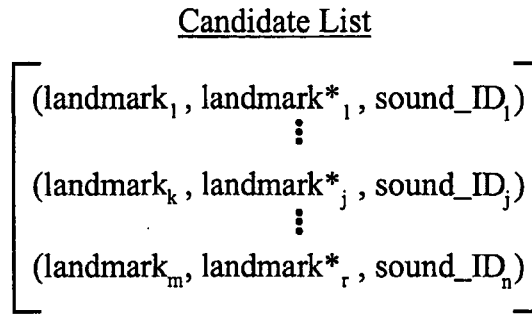 Candidate List
(landmark₁, landmark*₁, sound_ID₁)
⋮
(landmarkₖ, landmark*ⱼ, sound_IDⱼ)
⋮
(landmarkₘ, landmark*ᵣ, sound_IDₙ)